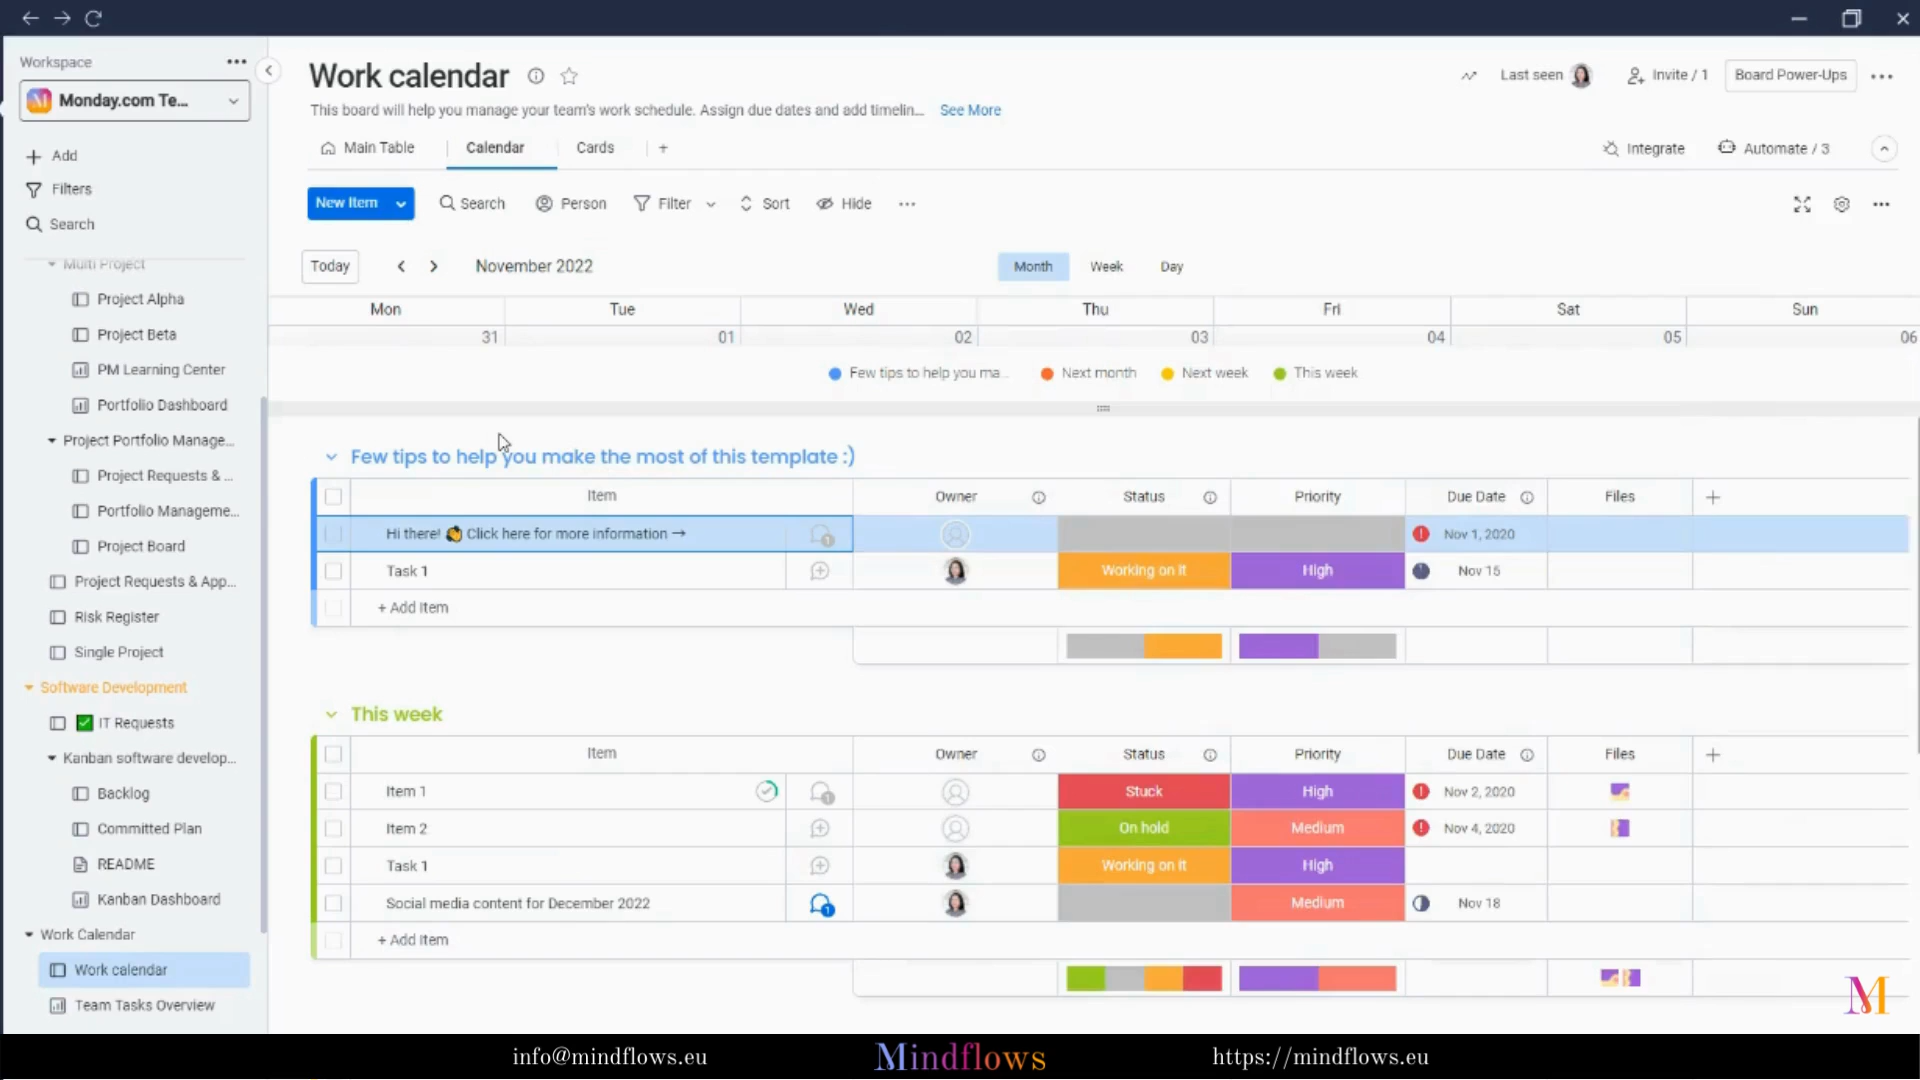 Workspace
Monday.com Te...
Add
Filters
Search
Multi Project
Project Alpha
Project Beta
PM Learning Center
Portfolio Dashboard
Project Portfolio Manage...
Project Requests & ...
Portfolio Manageme...
Project Board
Project Requests & App...
Risk Register
Single Project
Software Development
IT Requests
Kanban software develop...
Backlog
Committed Plan
README
Kanban Dashboard
Work Calendar
Work calendar
Team Tasks Overview
Work calendar
Last seen
Invite / 1
Board Power-Ups
This board will help you manage your team's work schedule. Assign due dates and add timelin... See More
Main Table Calendar Cards +
Integrate Automate / 3
New Item Search Person Filter Sort Hide
Today November 2022 Month Week Day
Mon Tue Wed Thu Fri Sat Sun
31 01 02 03 04 05 06
Few tips to help you ma... Next month Next week This week
Few tips to help you make the most of this template :)
Item Owner Status Priority Due Date Files +
Hi there! 👏 Click here for more information → 1 Nov 1, 2020
Task 1 Working on it High Nov 15
+ Add Item
This week
Item Owner Status Priority Due Date Files +
Item 1 1 Stuck High Nov 2, 2020
Item 2 On hold Medium Nov 4, 2020
Task 1 Working on it High
Social media content for December 2022 1 Medium Nov 18
+ Add Item
M
info@mindflows.eu Mindflows https://mindflows.eu